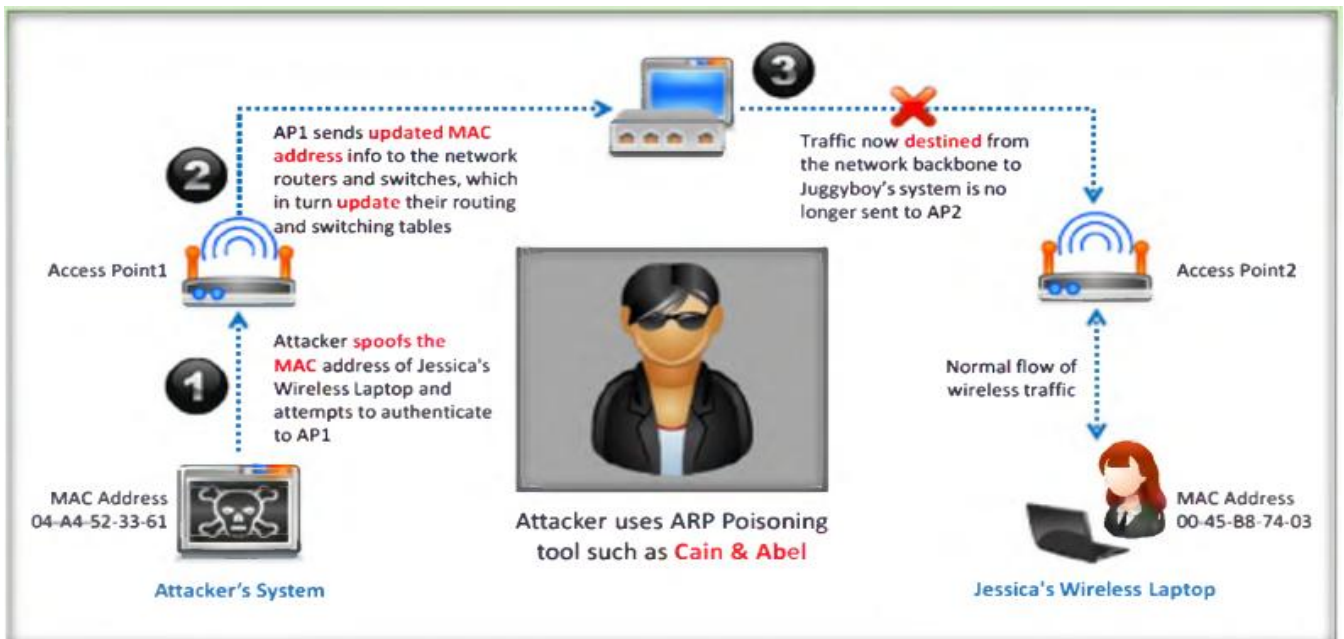 3
AP1 sends updated MAC
address info to the network
routers and switches, which
in turn update their routing
and switching tables
2
Traffic now destined from
the network backbone to
Juggyboy's system is no
longer sent to AP2
Access Point1
Access Point2
Attacker spoofs the
MAC address of Jessica's
Wireless Laptop and
attempts to authenticate
to AP1
1
Normal flow of
wireless traffic
MAC Address
04-A4-52-33-61
Attacker's System
Attacker uses ARP Poisoning
tool such as Cain & Abel
MAC Address
00-45-B8-74-03
Jessica's Wireless Laptop